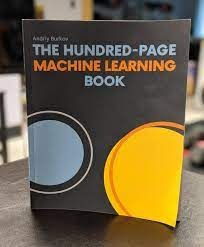 Andriy Burkov
THE HUNDRED-PAGE
MACHINE LEARNING
BOOK